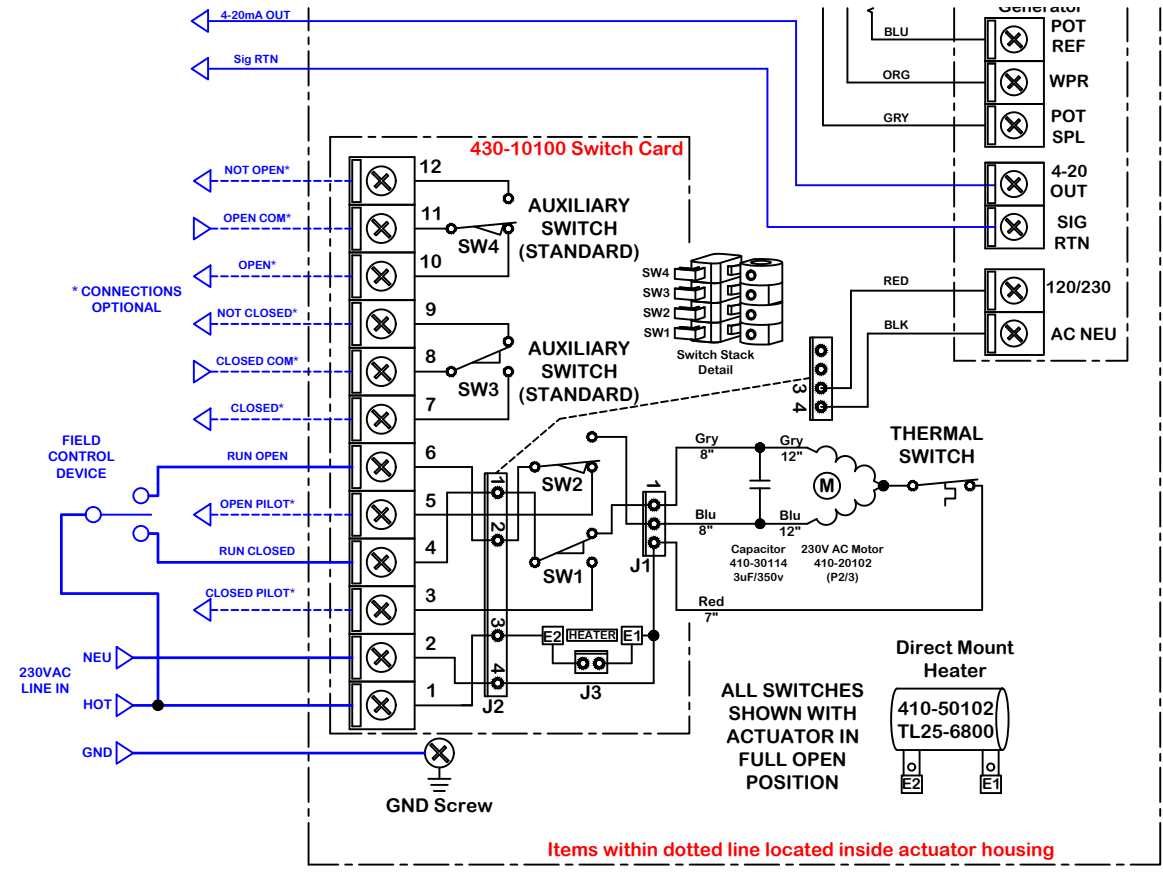 4-20mA OUT
Sig RTN
Generator
BLU
POT
REF
ORG
WPR
GRY
POT
SPL
4-20
OUT
SIG
RTN
RED
120/230
BLK
AC NEU
430-10100 Switch Card
NOT OPEN*
12
OPEN COM*
11
SW4
AUXILIARY
SWITCH
(STANDARD)
OPEN*
10
* CONNECTIONS
OPTIONAL
NOT CLOSED*
9
CLOSED COM*
8
SW3
AUXILIARY
SWITCH
(STANDARD)
CLOSED*
7
SW4
SW3
SW2
SW1
Switch Stack
Detail
3
4
FIELD
CONTROL
DEVICE
RUN OPEN
6
OPEN PILOT*
5
RUN CLOSED
4
CLOSED PILOT*
3
NEU
2
230VAC
LINE IN
HOT
1
GND
GND Screw
1
2
3
4
J2
SW2
SW1
1
J1
E2
HEATER
E1
J3
Gry
8"
Gry
12"
Blu
8"
Blu
12"
M
THERMAL
SWITCH
Capacitor
410-30114
3uF/350v
230V AC Motor
410-20102
(P2/3)
Red
7"
ALL SWITCHES
SHOWN WITH
ACTUATOR IN
FULL OPEN
POSITION
Direct Mount
Heater
410-50102
TL25-6800
E2
E1
Items within dotted line located inside actuator housing